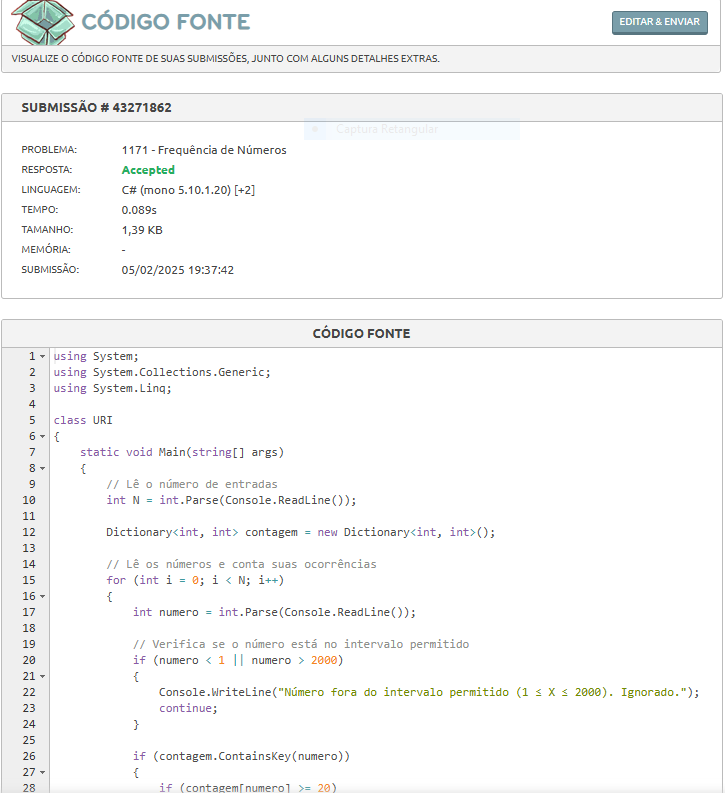 CÓDIGO FONTE
EDITAR & ENVIAR
VISUALIZE O CÓDIGO FONTE DE SUAS SUBMISSÕES, JUNTO COM ALGUNS DETALHES EXTRAS.
SUBMISSÃO # 43271862
Captura Retangular
PROBLEMA: 1171 - Frequência de Números
RESPOSTA: Accepted
LINGUAGEM: C# (mono 5.10.1.20) [+2]
TEMPO: 0.089s
TAMANHO: 1,39 KB
MEMÓRIA: -
SUBMISSÃO: 05/02/2025 19:37:42
CÓDIGO FONTE
1 using System;
2 using System.Collections.Generic;
3 using System.Linq;
4
5 class URI
6 {
7 static void Main(string[] args)
8 {
9 // Lê o número de entradas
10 int N = int.Parse(Console.ReadLine());
11
12 Dictionary<int, int> contagem = new Dictionary<int, int>();
13
14 // Lê os números e conta suas ocorrências
15 for (int i = 0; i < N; i++)
16 {
17 int numero = int.Parse(Console.ReadLine());
18
19 // Verifica se o número está no intervalo permitido
20 if (numero < 1 || numero > 2000)
21 {
22 Console.WriteLine("Número fora do intervalo permitido (1 ≤ X ≤ 2000). Ignorado.");
23 continue;
24 }
25
26 if (contagem.ContainsKey(numero))
27 {
28 if (contagem[numero] >= 20)